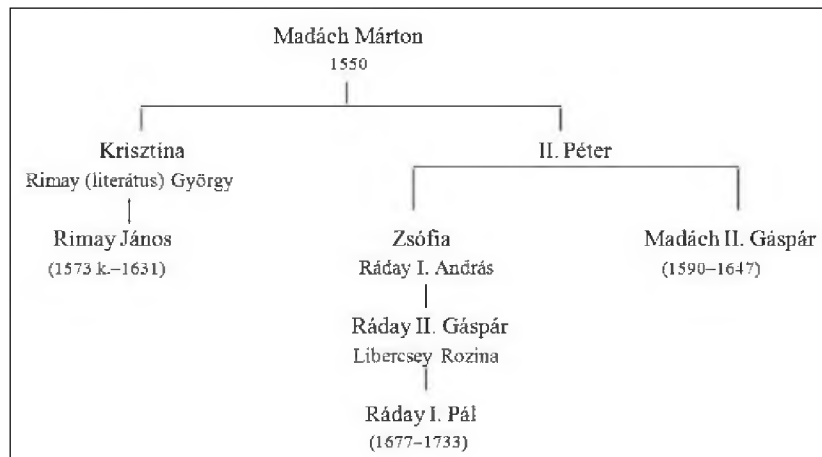 Madách Márton
1550
Krisztina
II. Péter
Rimay (literátus) György
Rimay János
Zsófia
Madách II. Gáspár
(1573 k.–1631)
Ráday I. András
(1590–1647)
Ráday II. Gáspár
Libercsey Rozina
Ráday I. Pál
(1677–1733)